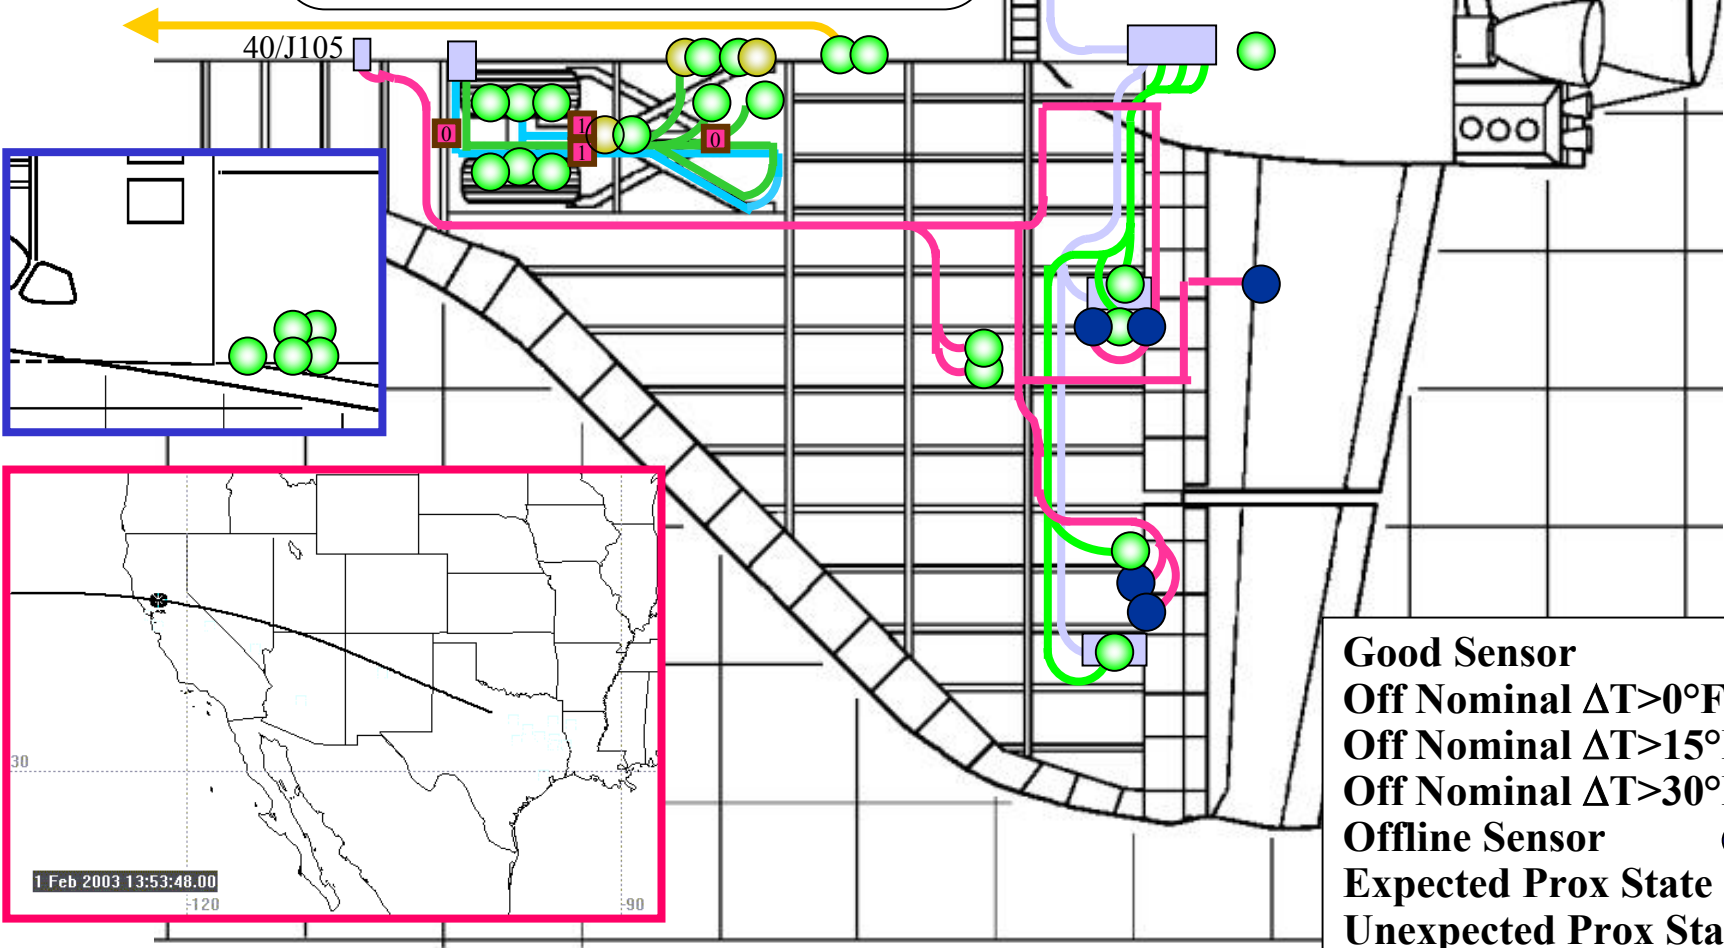 40/J105
0
1
1
0
30
1 Feb 2003 13:53:48.00
-120
-90
Good Sensor
Off Nominal ΔT>0°F
Off Nominal ΔT>15°
Off Nominal ΔT>30°
Offline Sensor
Expected Prox State
Unexpected Prox Sta